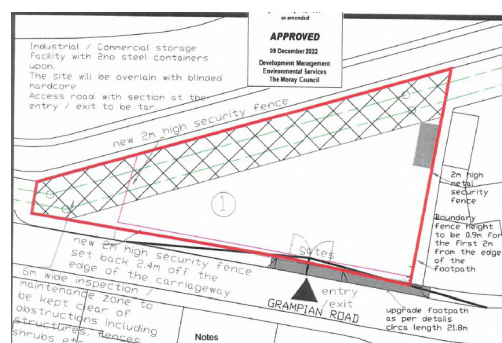 as amended
APPROVED
09 December 2022
Development Management
Environmental Services
The Moray Council
Industrial / Commercial storage
facility with 2no steel containers
upon.
The site will be overlain with blinded
hardcore
Access road with section at the
entry / exit to be tar
new 2m high security fence
2m high
metal
security
fence
1
Boundary
fence height
to be 0.9m for
the first 2m
from the edge
of the
footpath
new 2m high security fence
set back 2.4m off the
edge of the carriageway
Gates
6m wide inspection /
maintenance zone to
be kept clear of
obstructions including
structures, fences
shrubs etc
entry
/exit
GRAMPIAN ROAD
upgrade footpath
as per details
circa length 21.8m
Notes